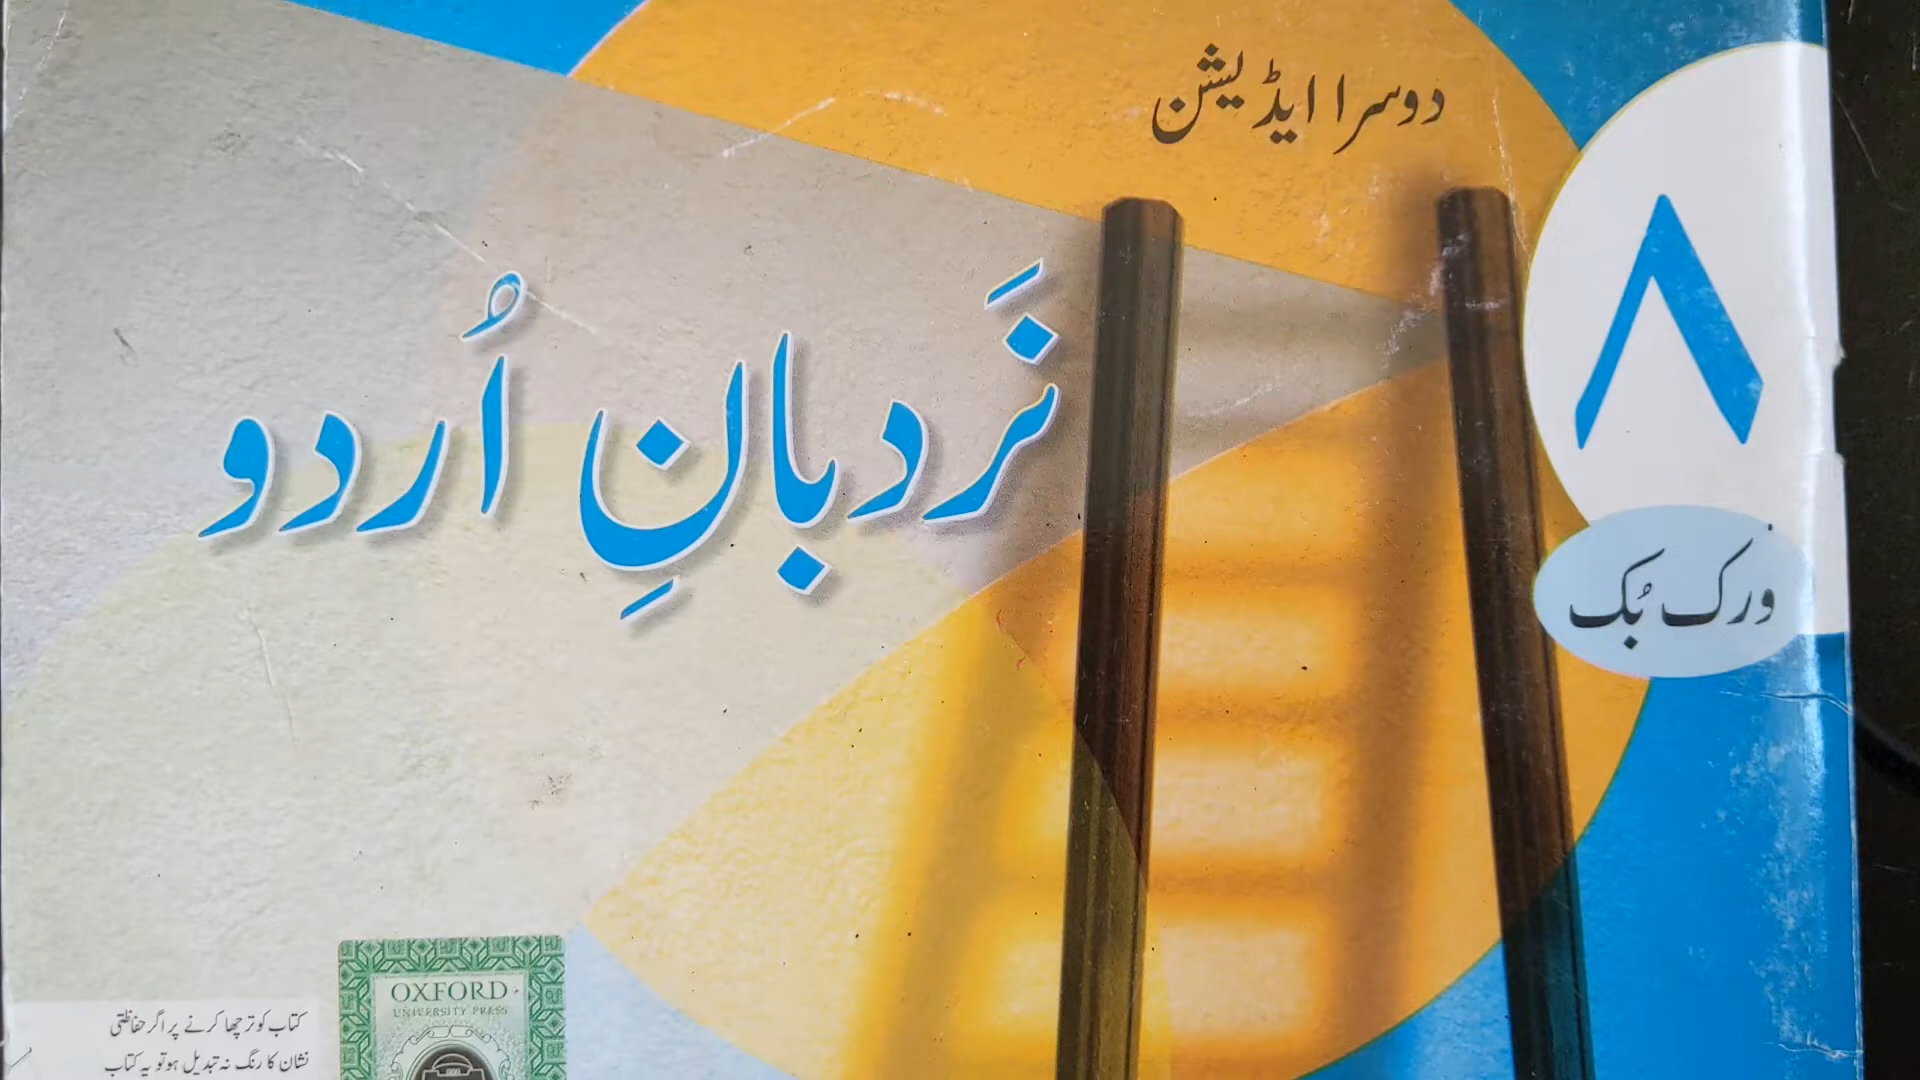 دوسرا ایڈیشن
۸
نَردبانِ اُردو
ورک بُک
OXFORD
UNIVERSITY PRESS
کتاب کو ترچھا کرنے پر اگر حفاظتی
نشان کا رنگ نہ تبدیل ہو تو یہ کتاب